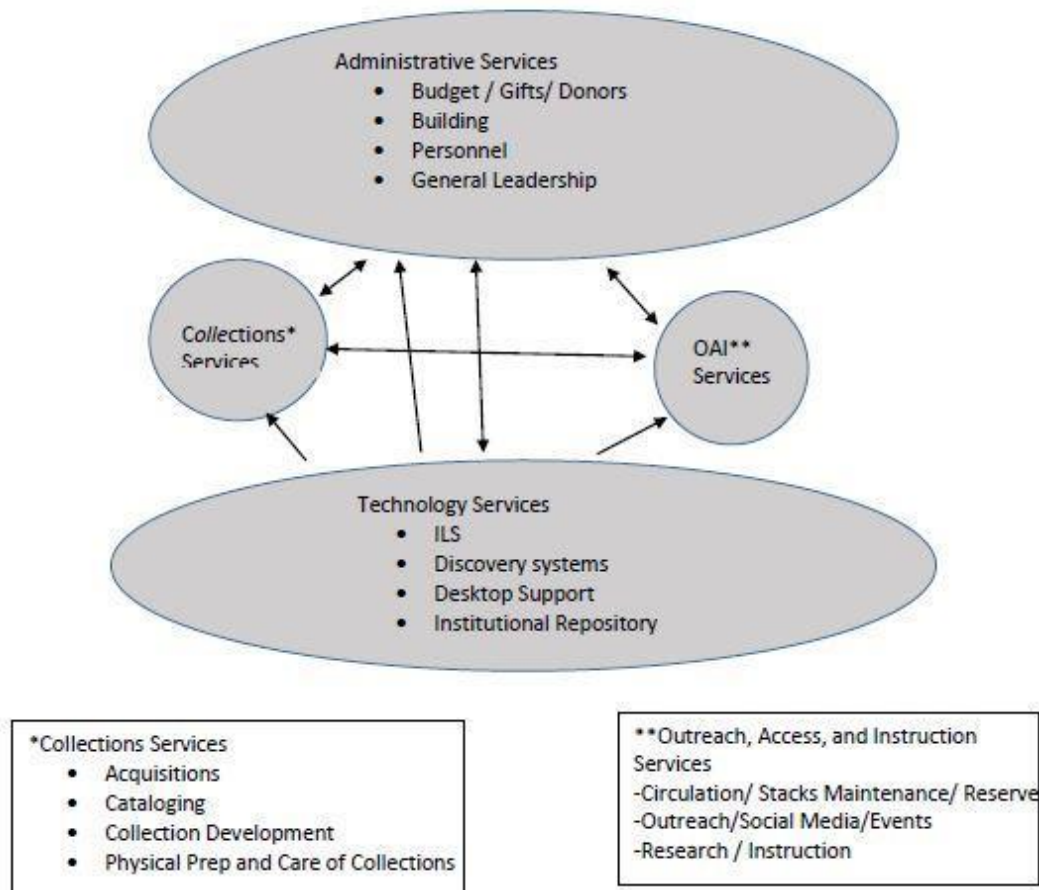 Administrative Services
• Budget / Gifts/ Donors
• Building
• Personnel
• General Leadership
Collections*
Services
OAI**
Services
Technology Services
• ILS
• Discovery systems
• Desktop Support
• Institutional Repository
*Collections Services
• Acquisitions
• Cataloging
• Collection Development
• Physical Prep and Care of Collections
**Outreach, Access, and Instruction
Services
-Circulation/ Stacks Maintenance/ Reserve
-Outreach/Social Media/Events
-Research / Instruction